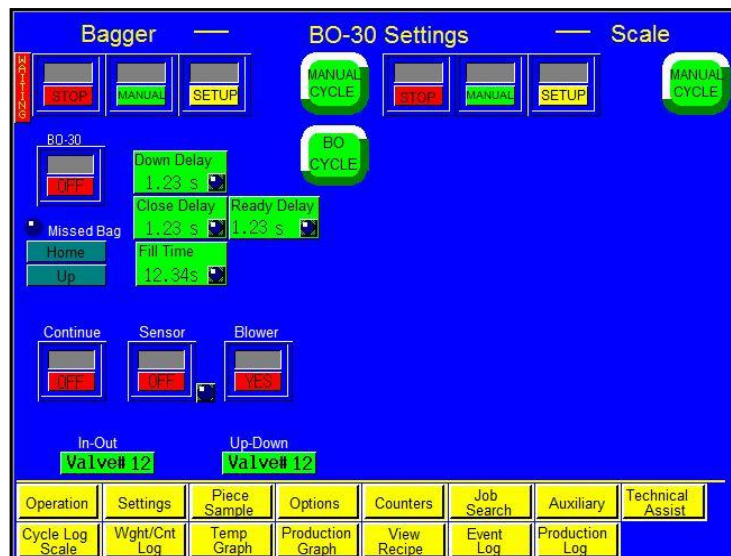 Bagger — BO-30 Settings — Scale
WAITING
STOP MANUAL SETUP MANUAL CYCLE STOP MANUAL SETUP MANUAL CYCLE
BO-30
OFF
BO CYCLE
Down Delay
1.23 s
Close Delay Ready Delay
1.23 s 1.23 s
Missed Bag
Home
Up
Fill Time
12.34s
Continue Sensor Blower
OFF OFF YES
In-Out Up-Down
Valve# 12 Valve# 12
Operation Settings Piece Sample Options Counters Job Search Auxiliary Technical Assist
Cycle Log Scale Wght/Cnt Log Temp Graph Production Graph View Recipe Event Log Production Log